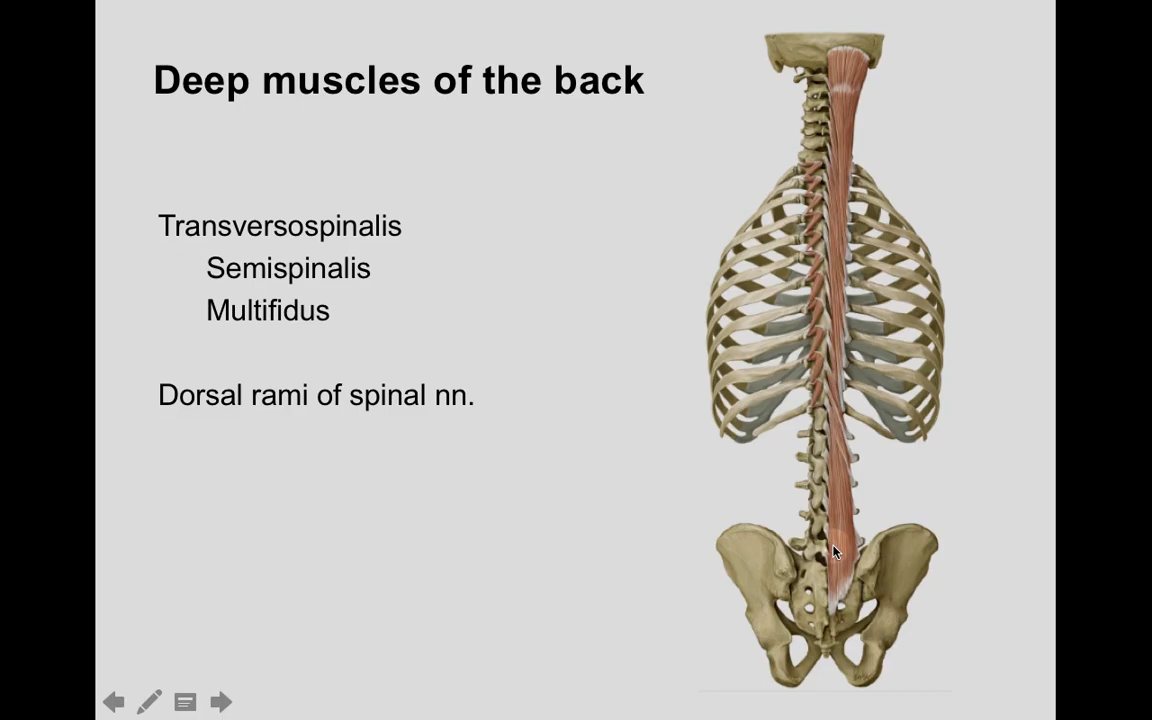 Deep muscles of the back
Transversospinalis
Semispinalis
Multifidus
Dorsal rami of spinal nn.